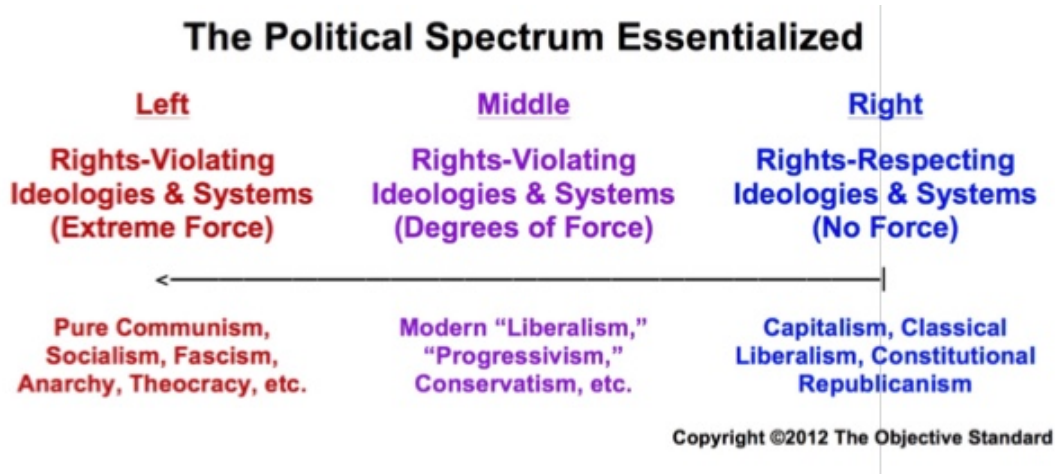 The Political Spectrum Essentialized
Left
Middle
Right
Rights-Violating
Ideologies & Systems
(Extreme Force)
Rights-Violating
Ideologies & Systems
(Degrees of Force)
Rights-Respecting
Ideologies & Systems
(No Force)
Pure Communism,
Socialism, Fascism,
Anarchy, Theocracy, etc.
Modern “Liberalism,”
“Progressivism,”
Conservatism, etc.
Capitalism, Classical
Liberalism, Constitutional
Republicanism
Copyright ©2012 The Objective Standard